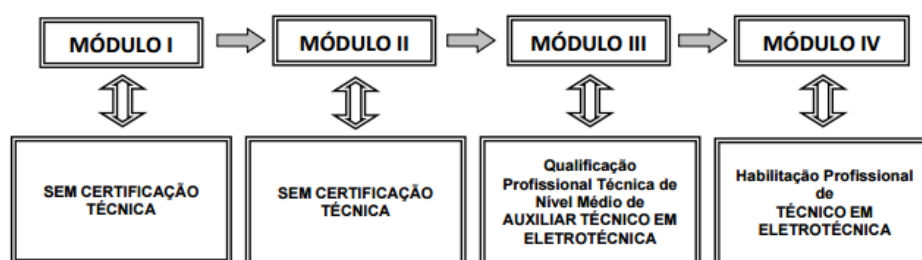 MÓDULO I
MÓDULO II
MÓDULO III
MÓDULO IV
SEM CERTIFICAÇÃO
TÉCNICA
SEM CERTIFICAÇÃO
TÉCNICA
Qualificação
Profissional Técnica de
Nível Médio de
AUXILIAR TÉCNICO EM
ELETROTÉCNICA
Habilitação Profissional
de
TÉCNICO EM
ELETROTÉCNICA